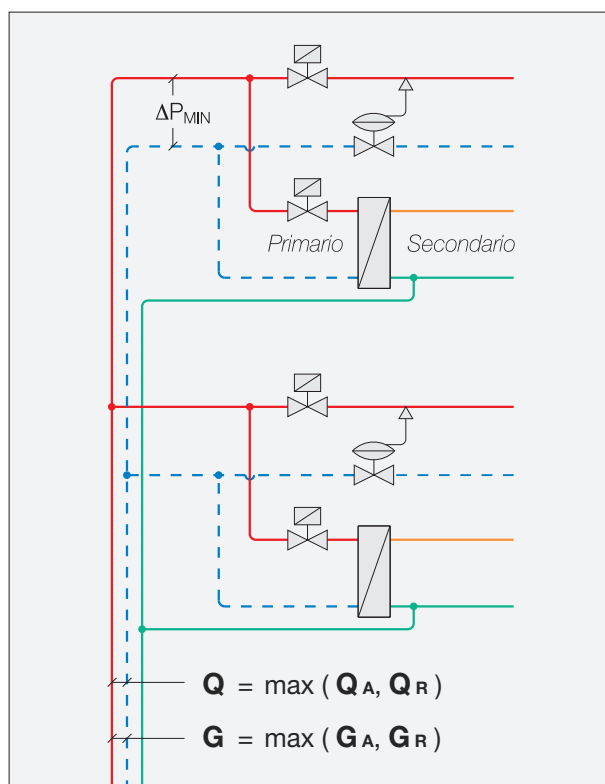 ΔPMIN
Primario Secondario
Q = max ( QA, QR )
G = max ( GA, GR )